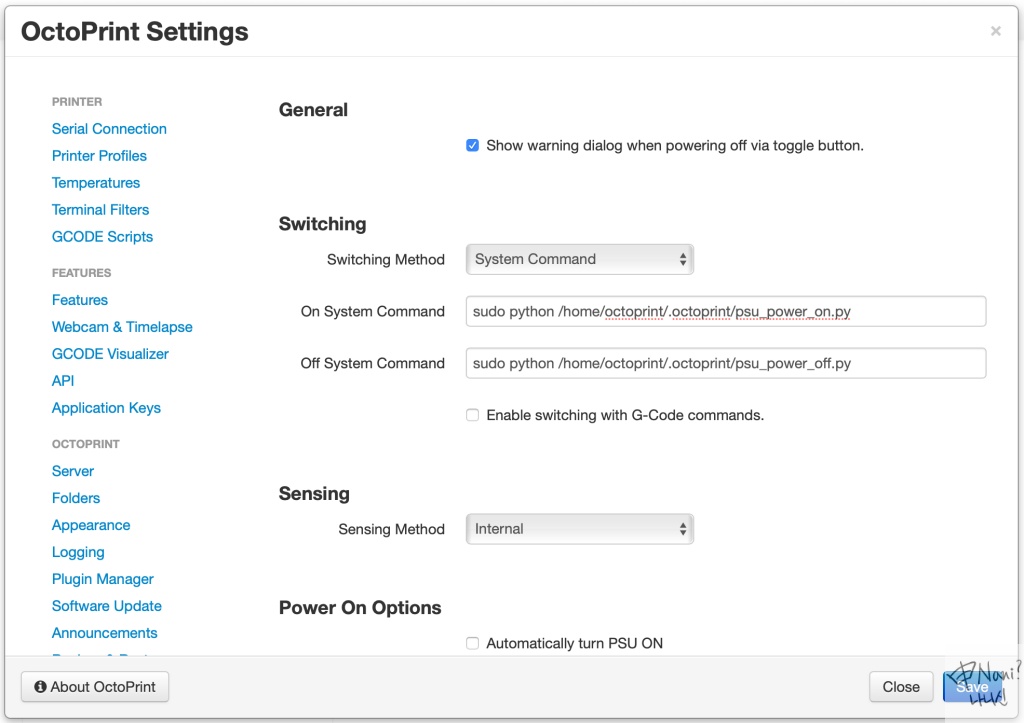 OctoPrint Settings
×
PRINTER
Serial Connection
Printer Profiles
Temperatures
Terminal Filters
GCODE Scripts
FEATURES
Features
Webcam & Timelapse
GCODE Visualizer
API
Application Keys
OCTOPRINT
Server
Folders
Appearance
Logging
Plugin Manager
Software Update
Announcements
General
Show warning dialog when powering off via toggle button.
Switching
Switching Method System Command
On System Command sudo python /home/octoprint/.octoprint/psu_power_on.py
Off System Command sudo python /home/octoprint/.octoprint/psu_power_off.py
Enable switching with G-Code commands.
Sensing
Sensing Method Internal
Power On Options
Automatically turn PSU ON
About OctoPrint
Close
Save